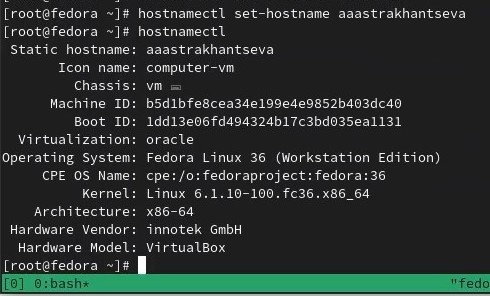 [root@fedora ~]# hostnamectl set-hostname aaastrakhantseva
[root@fedora ~]# hostnamectl
Static hostname: aaastrakhantseva
Icon name: computer-vm
Chassis: vm
Machine ID: b5d1bfe8cea34e199e4e9852b403dc40
Boot ID: 1dd13e06fd494324b17c3bd035ea1131
Virtualization: oracle
Operating System: Fedora Linux 36 (Workstation Edition)
CPE OS Name: cpe:/o:fedoraproject:fedora:36
Kernel: Linux 6.1.10-100.fc36.x86_64
Architecture: x86-64
Hardware Vendor: innotek GmbH
Hardware Model: VirtualBox
[root@fedora ~]#
[0] 0:bash* "fedo